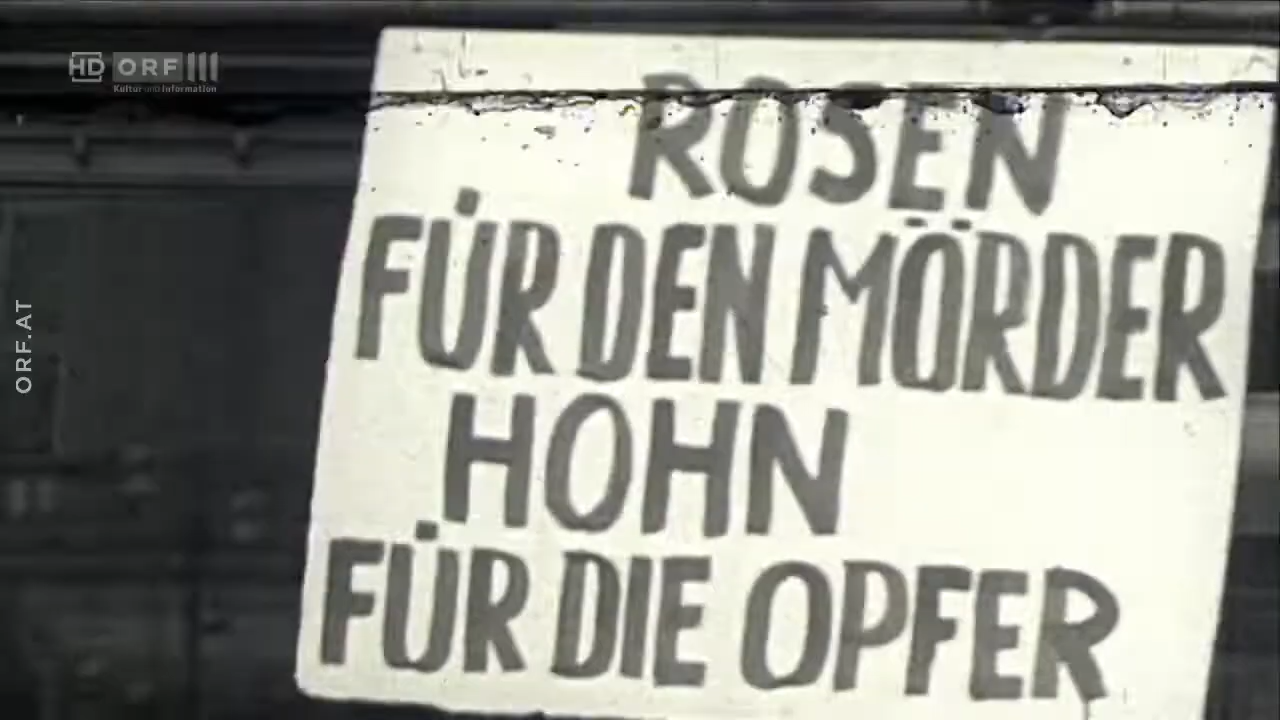 HD ORF III
Kultur und Information
ORF.AT
ROSEN
FÜR DEN MÖRDER
HOHN
FÜR DIE OPFER